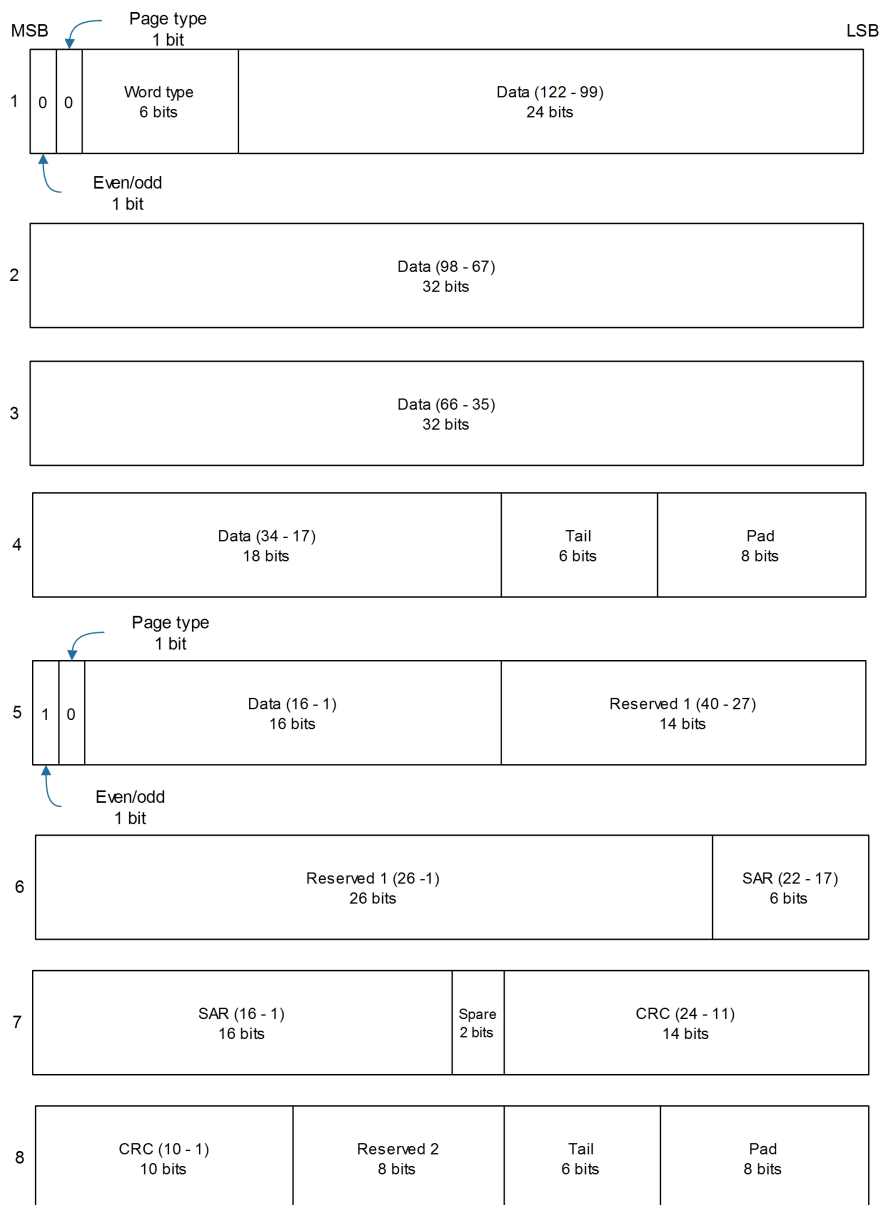 Page type
1 bit
MSB
LSB
1
0
0
Word type
6 bits
Data (122 - 99)
24 bits
Even/odd
1 bit
2
Data (98 - 67)
32 bits
3
Data (66 - 35)
32 bits
4
Data (34 - 17)
18 bits
Tail
6 bits
Pad
8 bits
Page type
1 bit
5
1
0
Data (16 - 1)
16 bits
Reserved 1 (40 - 27)
14 bits
Even/odd
1 bit
6
Reserved 1 (26 -1)
26 bits
SAR (22 - 17)
6 bits
7
SAR (16 - 1)
16 bits
Spare
2 bits
CRC (24 - 11)
14 bits
8
CRC (10 - 1)
10 bits
Reserved 2
8 bits
Tail
6 bits
Pad
8 bits